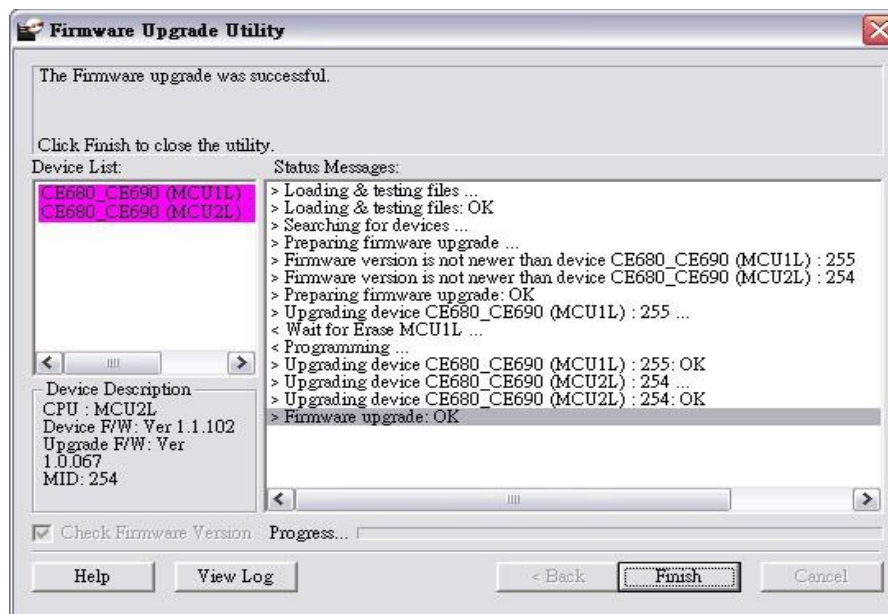 Firmware Upgrade Utility
The Firmware upgrade was successful.
Click Finish to close the utility.
Device List:
CE680_CE690 (MCU1L)
CE680_CE690 (MCU2L)
Status Messages:
> Loading & testing files ...
> Loading & testing files: OK
> Searching for devices ...
> Preparing firmware upgrade ...
> Firmware version is not newer than device CE680_CE690 (MCU1L) : 255
> Firmware version is not newer than device CE680_CE690 (MCU2L) : 254
> Preparing firmware upgrade: OK
> Upgrading device CE680_CE690 (MCU1L) : 255 ...
< Wait for Erase MCU1L ...
< Programming ...
> Upgrading device CE680_CE690 (MCU1L) : 255: OK
> Upgrading device CE680_CE690 (MCU2L) : 254 ...
> Upgrading device CE680_CE690 (MCU2L) : 254: OK
> Firmware upgrade: OK
Device Description
CPU : MCU2L
Device F/W: Ver 1.1.102
Upgrade F/W: Ver
1.0.067
MID: 254
Check Firmware Version
Progress...
Help
View Log
< Back
Finish
Cancel